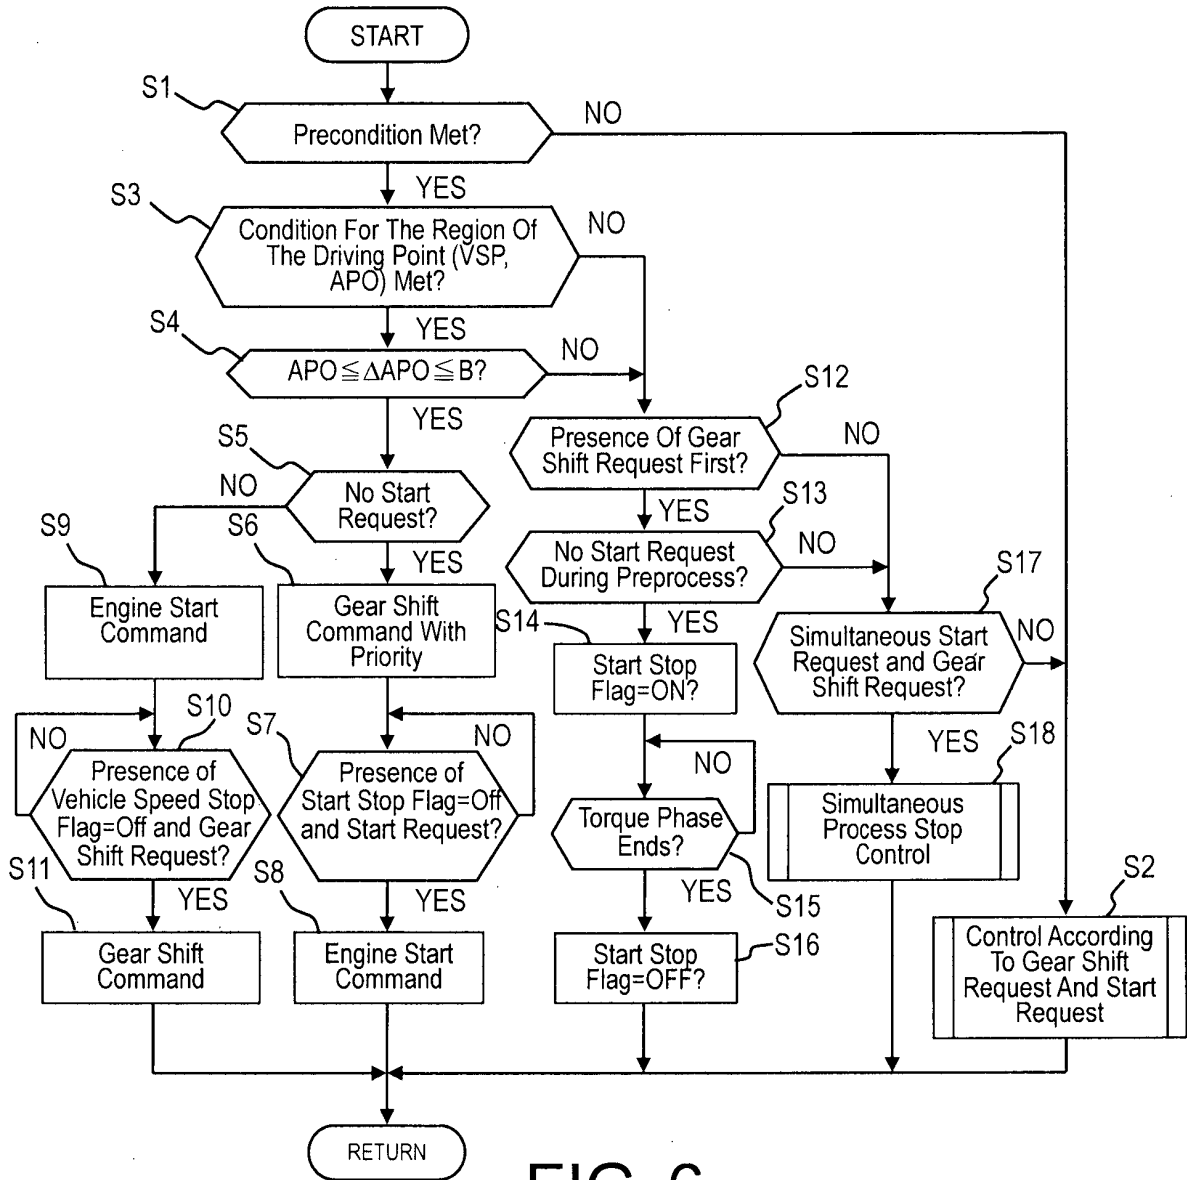 START
S1
Precondition Met?
NO
YES
S3
Condition For The Region Of
The Driving Point (VSP,
APO) Met?
NO
YES
S4
APO≦ΔAPO≦B?
NO
YES
S12
Presence Of Gear
Shift Request First?
NO
YES
S5
No Start
Request?
NO
YES
S13
No Start Request
During Preprocess?
NO
YES
S9
Engine Start
Command
S6
Gear Shift
Command With
Priority
S14
Start Stop
Flag=ON?
S17
Simultaneous Start
Request and Gear
Shift Request?
NO
YES
S10
NO
Presence of
Vehicle Speed Stop
Flag=Off and Gear
Shift Request?
YES
S7
NO
Presence of
Start Stop Flag=Off
and Start Request?
YES
NO
Torque Phase
Ends?
S15
YES
S18
Simultaneous
Process Stop
Control
S11
Gear Shift
Command
S8
Engine Start
Command
S16
Start Stop
Flag=OFF?
S2
Control According
To Gear Shift
Request And Start
Request
RETURN
FIG. 6